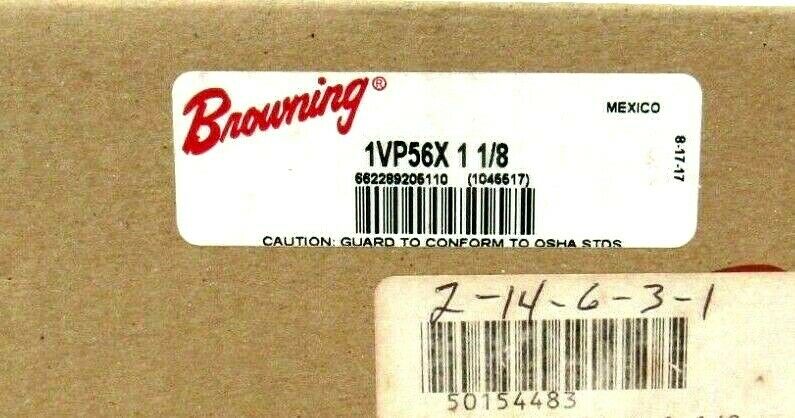 Browning®
MEXICO
1VP56X 1 1/8
662289205110 (1046617)
8-17-17
CAUTION: GUARD TO CONFORM TO OSHA STDS
2-14-6-3-1
50154483